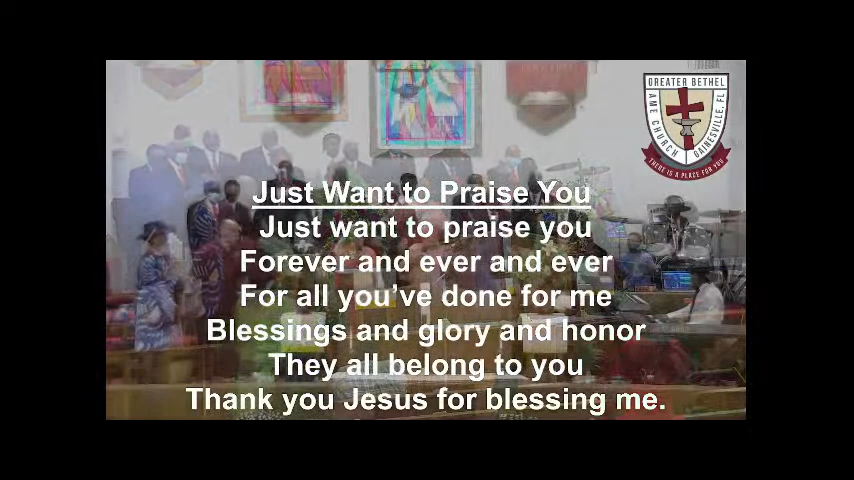 GREATER BETHEL
AME CHURCH
GAINESVILLE, FL
THERE IS A PLACE FOR YOU
Just Want to Praise You
Just want to praise you
Forever and ever and ever
For all you’ve done for me
Blessings and glory and honor
They all belong to you
Thank you Jesus for blessing me.